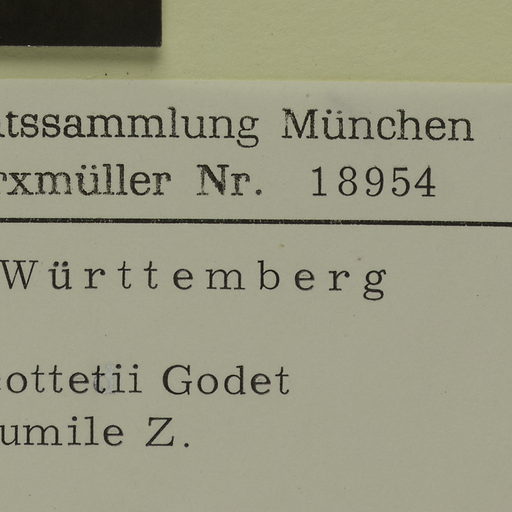 tssammlung München
rxmüller Nr. 18954
Württemberg
ottetii Godet
umile Z.